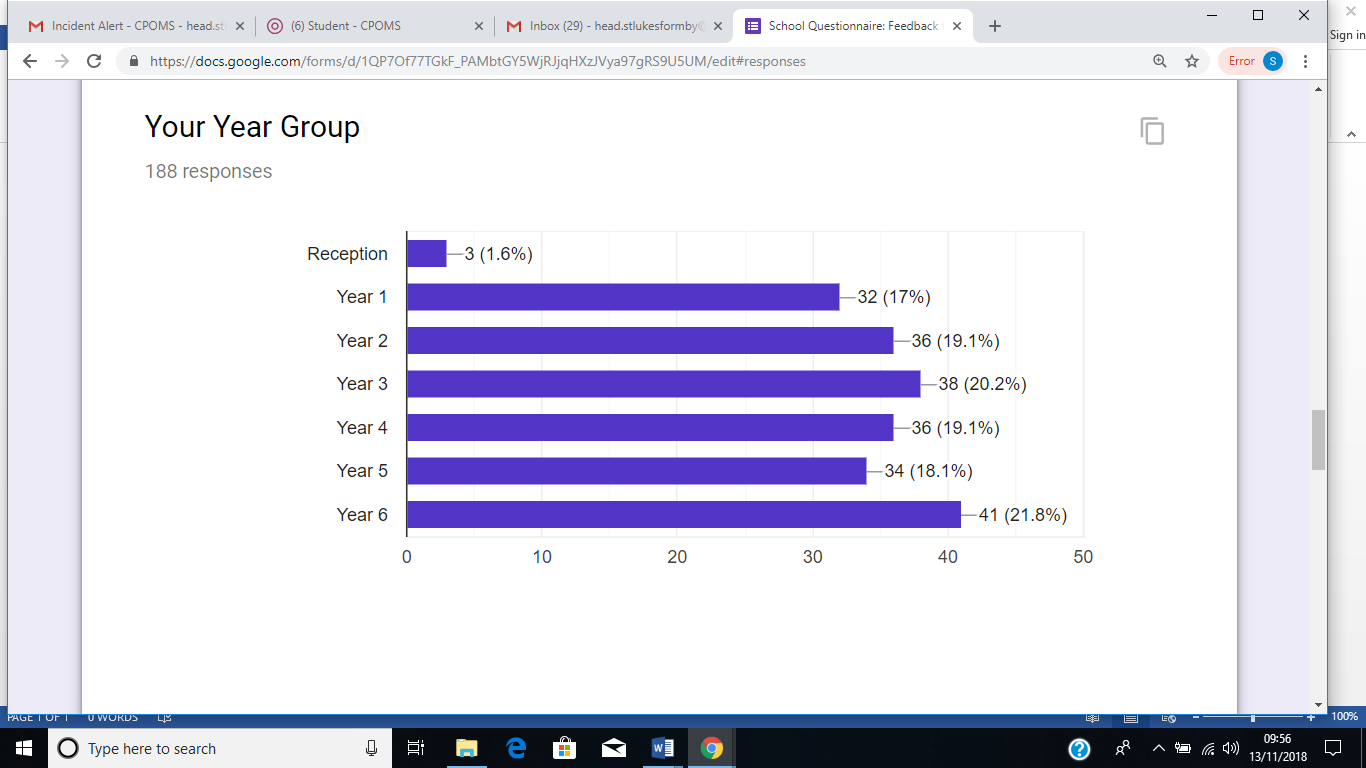 Incident Alert - CPOMS - head.st
(6) Student - CPOMS
Inbox (29) - head.stlukesformby@
School Questionnaire: Feedback
Sign in
https://docs.google.com/forms/d/1QP7Of77TGkF_PAMbtGY5WjRJjqHXzJVya97gRS9U5UM/edit#responses
Error S
Your Year Group
188 responses
Reception 3 (1.6%)
Year 1 32 (17%)
Year 2 36 (19.1%)
Year 3 38 (20.2%)
Year 4 36 (19.1%)
Year 5 34 (18.1%)
Year 6 41 (21.8%)
0 10 20 30 40 50
PAGE 1 OF 1 0 WORDS 100%
Type here to search
09:56
13/11/2018